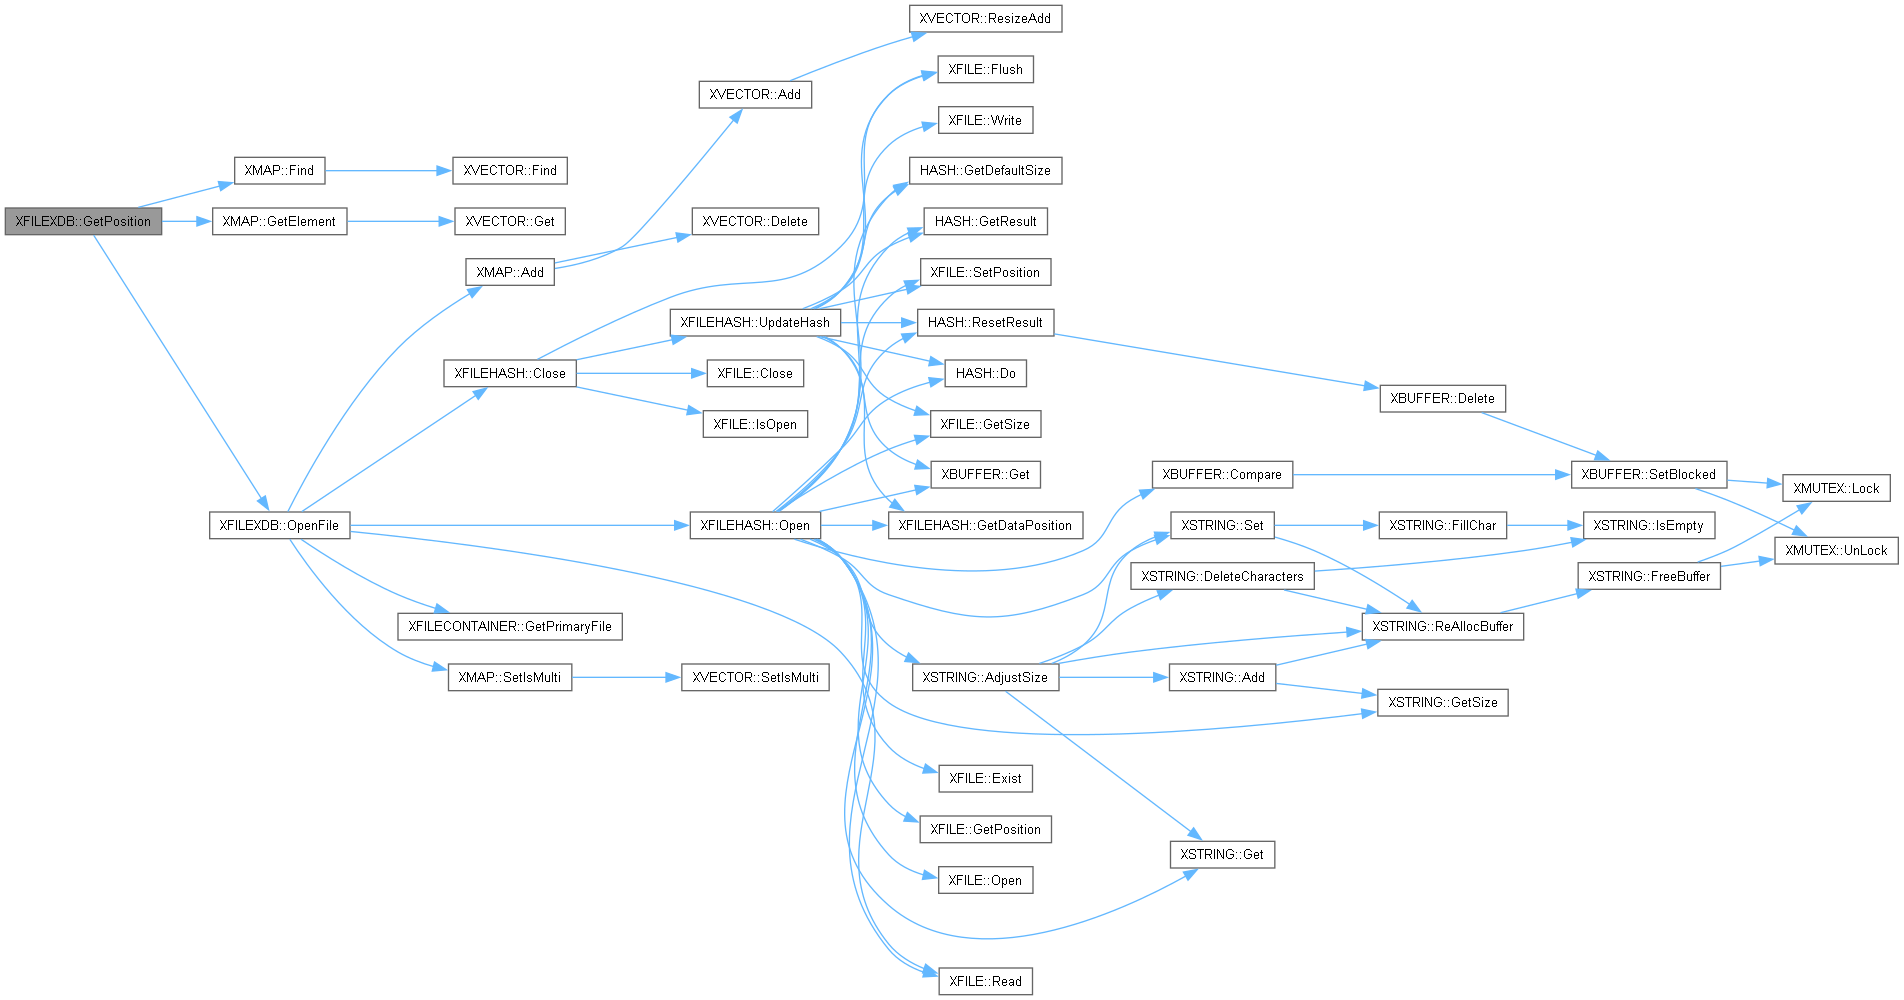 XFILEXDB::GetPosition
XMAP::Find
XMAP::GetElement
XFILEXDB::OpenFile
XVECTOR::Find
XVECTOR::Get
XMAP::Add
XFILEHASH::Close
XFILECONTAINER::GetPrimaryFile
XMAP::SetIsMulti
XVECTOR::Add
XVECTOR::Delete
XFILEHASH::UpdateHash
XFILE::Close
XFILE::IsOpen
XFILEHASH::Open
XVECTOR::SetIsMulti
XVECTOR::ResizeAdd
XFILE::Flush
XFILE::Write
HASH::GetDefaultSize
HASH::GetResult
XFILE::SetPosition
HASH::ResetResult
HASH::Do
XFILE::GetSize
XBUFFER::Get
XFILEHASH::GetDataPosition
XSTRING::AdjustSize
XFILE::Exist
XFILE::GetPosition
XFILE::Open
XFILE::Read
XBUFFER::Compare
XSTRING::Set
XSTRING::DeleteCharacters
XSTRING::Add
XSTRING::Get
XBUFFER::Delete
XSTRING::FillChar
XSTRING::ReAllocBuffer
XSTRING::GetSize
XBUFFER::SetBlocked
XSTRING::IsEmpty
XSTRING::FreeBuffer
XMUTEX::Lock
XMUTEX::UnLock